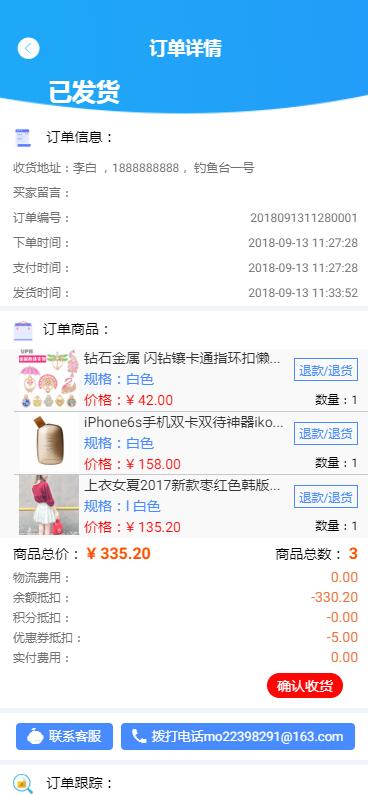 订单详情
已发货
订单信息：
收货地址：李白 ，1888888888 ，钓鱼台一号
买家留言：
订单编号： 2018091311280001
下单时间： 2018-09-13 11:27:28
支付时间： 2018-09-13 11:27:28
发货时间： 2018-09-13 11:33:52
订单商品：
钻石金属 闪钻镶卡通指环扣懒...
规格：白色 退款/退货
价格：¥ 42.00 数量：1
iPhone6s手机双卡双待神器iko...
规格：白色 退款/退货
价格：¥ 158.00 数量：1
上衣女夏2017新款枣红色韩版...
规格：l 白色 退款/退货
价格：¥ 135.20 数量：1
商品总价：¥ 335.20 商品总数：3
物流费用： 0.00
余额抵扣： -330.20
积分抵扣： -0.00
优惠券抵扣： -5.00
实付费用： 0.00
确认收货
联系客服 拨打电话mo22398291@163.com
订单跟踪：